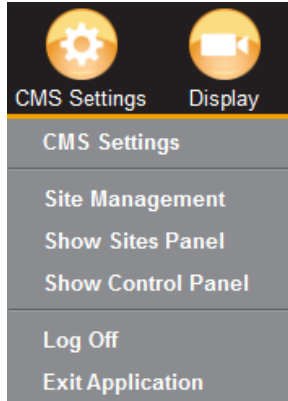 CMS Settings Display
CMS Settings
Site Management
Show Sites Panel
Show Control Panel
Log Off
Exit Application